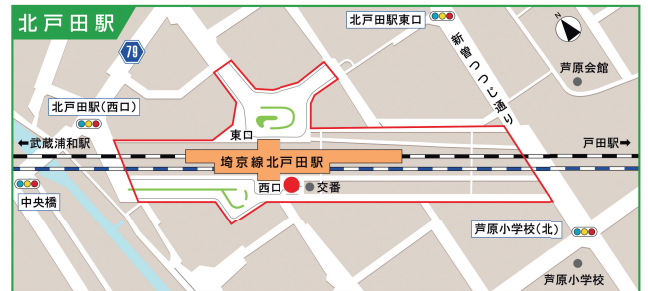 北戸田駅
79
北戸田駅東口
新曽つつじ通り
芦原会館
北戸田駅(西口)
東口
←武蔵浦和駅
戸田駅→
埼京線北戸田駅
西口
交番
中央橋
芦原小学校(北)
芦原小学校